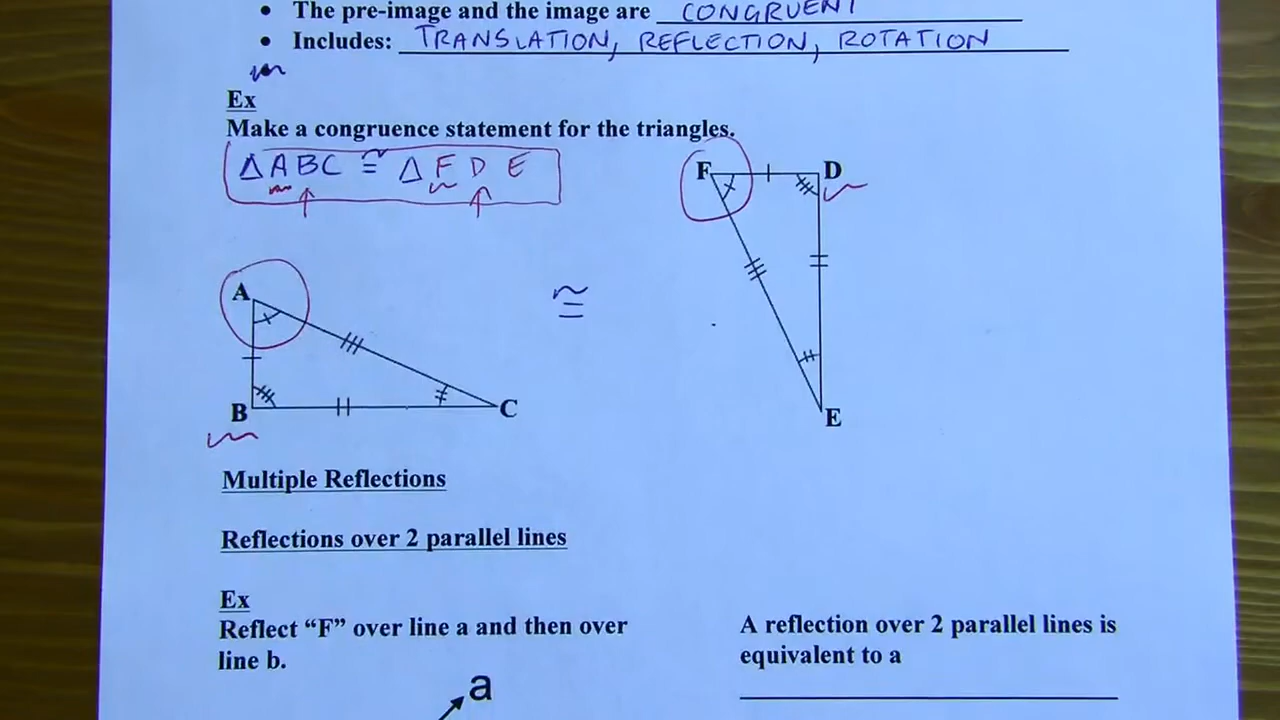 • The pre-image and the image are CONGRUENT
• Includes: TRANSLATION, REFLECTION, ROTATION
Ex
Make a congruence statement for the triangles.
△ABC ≅ △FDE
F D
A
≅
B C
E
Multiple Reflections
Reflections over 2 parallel lines
Ex
Reflect “F” over line a and then over
line b.
a
A reflection over 2 parallel lines is
equivalent to a